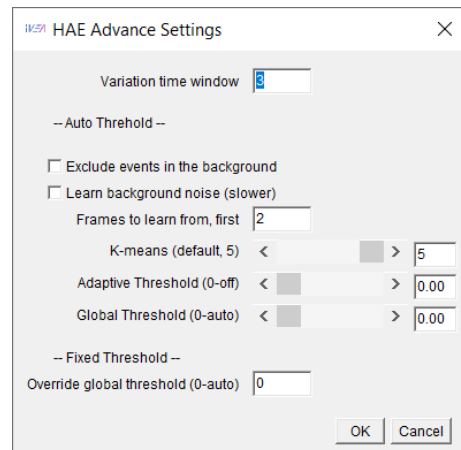 HAE Advance Settings
Variation time window 3
-- Auto Threhold --
Exclude events in the background
Learn background noise (slower)
Frames to learn from, first 2
K-means (default, 5) < > 5
Adaptive Threshold (0-off) < > 0.00
Global Threshold (0-auto) < > 0.00
-- Fixed Threshold --
Override global threshold (0-auto) 0
OK Cancel